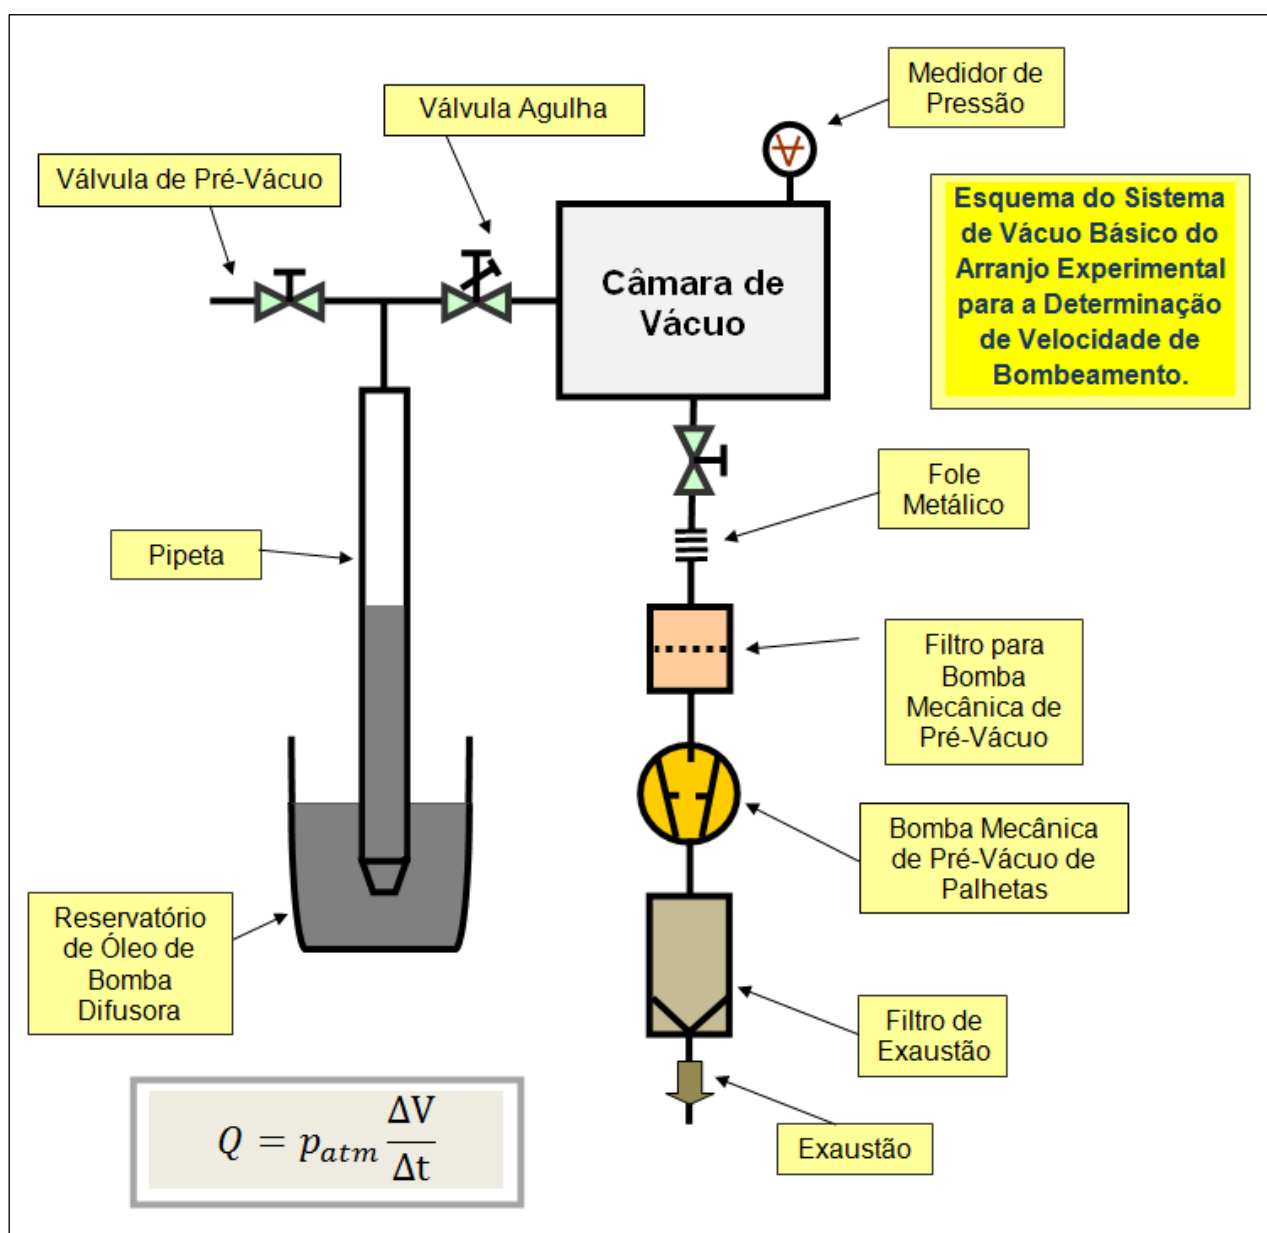 Medidor de
Pressão
Válvula Agulha
Válvula de Pré-Vácuo
Esquema do Sistema
de Vácuo Básico do
Arranjo Experimental
para a Determinação
de Velocidade de
Bombeamento.
Câmara de
Vácuo
Fole
Metálico
Pipeta
Filtro para
Bomba
Mecânica de
Pré-Vácuo
Bomba Mecânica
de Pré-Vácuo de
Palhetas
Reservatório
de Óleo de
Bomba
Difusora
Filtro de
Exaustão
Exaustão
Q = p_atm ΔV/Δt